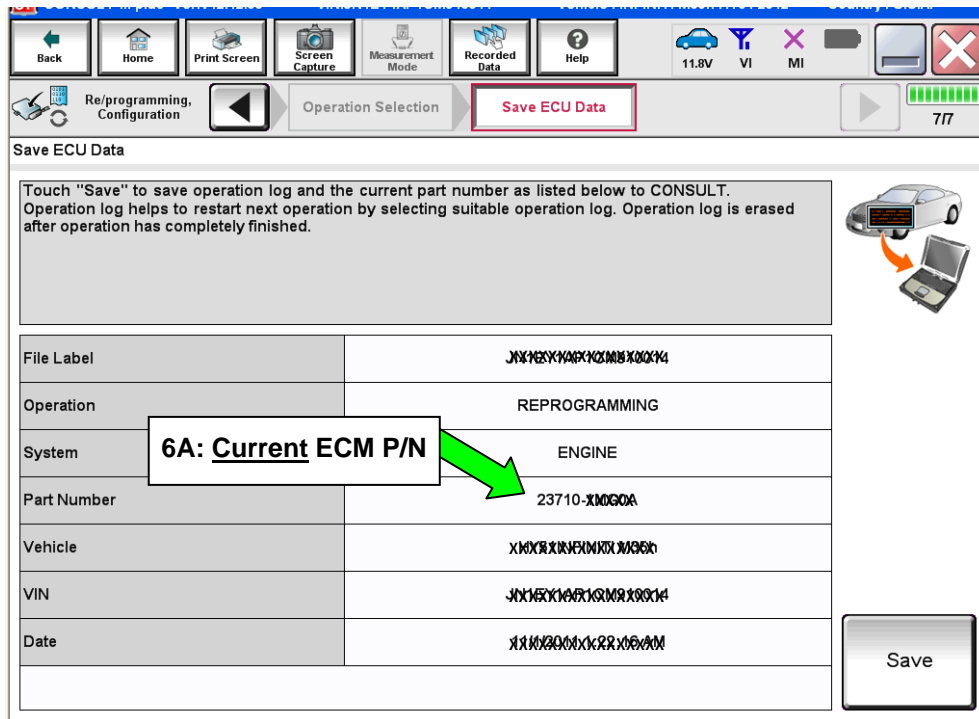 Back
Home
Print Screen
Screen
Capture
Measurement
Mode
Recorded
Data
Help
11.8V
VI
MI
Re/programming,
Configuration
Operation Selection
Save ECU Data
7/7
Save ECU Data
Touch "Save" to save operation log and the current part number as listed below to CONSULT.
Operation log helps to restart next operation by selecting suitable operation log. Operation log is erased
after operation has completely finished.
File Label
Operation
REPROGRAMMING
System
ENGINE
6A: Current ECM P/N
Part Number
23710-
Vehicle
VIN
Date
Save